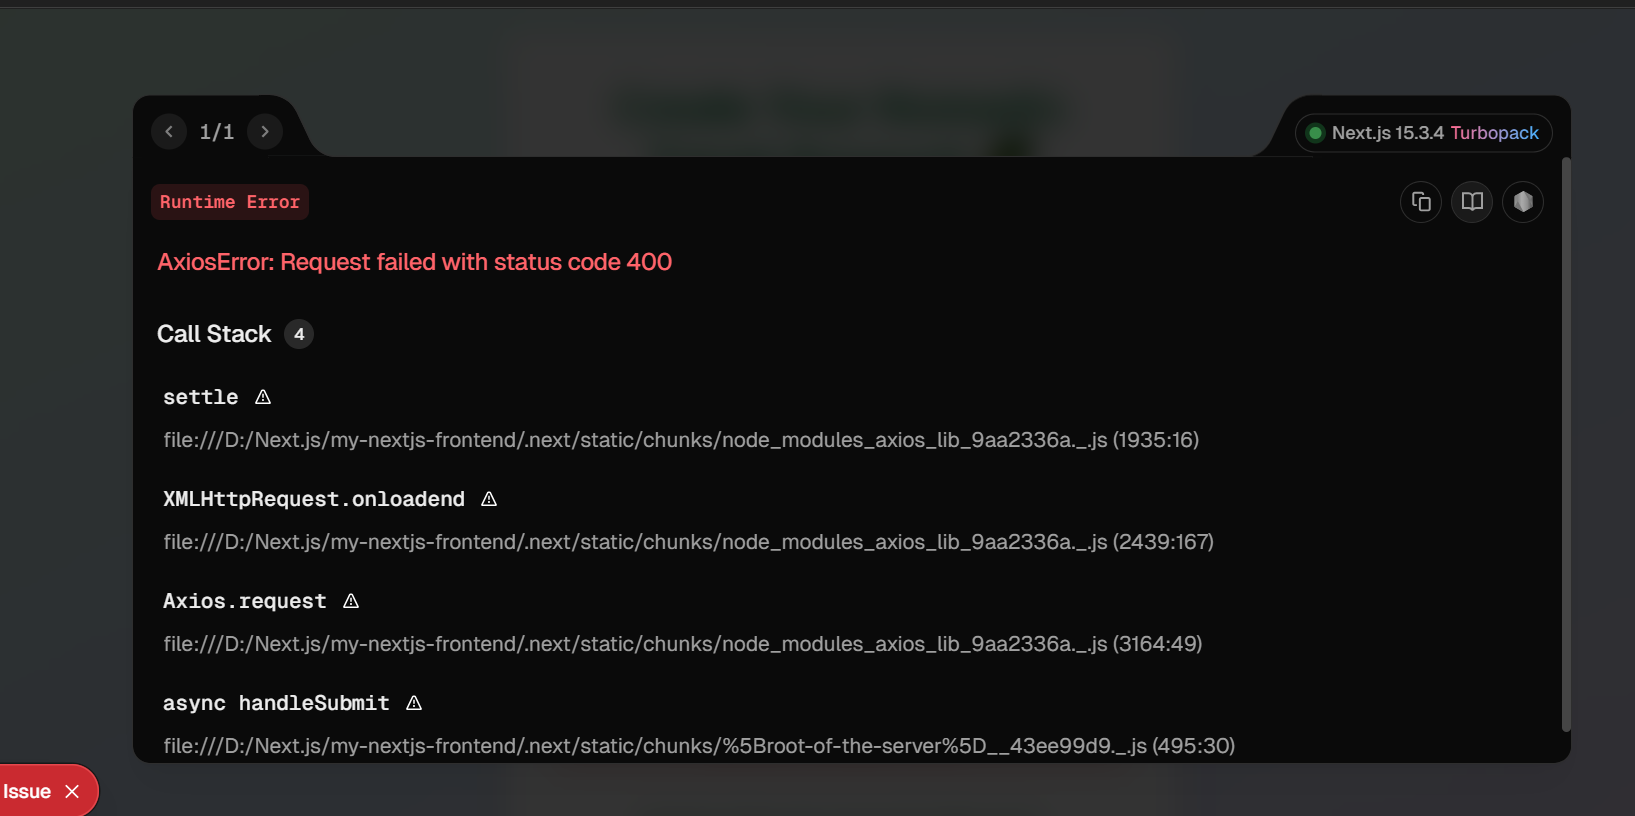 1/1
Next.js 15.3.4 Turbopack
Runtime Error
AxiosError: Request failed with status code 400
Call Stack 4
settle
file:///D:/Next.js/my-nextjs-frontend/.next/static/chunks/node_modules_axios_lib_9aa2336a._.js (1935:16)
XMLHttpRequest.onloadend
file:///D:/Next.js/my-nextjs-frontend/.next/static/chunks/node_modules_axios_lib_9aa2336a._.js (2439:167)
Axios.request
file:///D:/Next.js/my-nextjs-frontend/.next/static/chunks/node_modules_axios_lib_9aa2336a._.js (3164:49)
async handleSubmit
file:///D:/Next.js/my-nextjs-frontend/.next/static/chunks/%5Broot-of-the-server%5D__43ee99d9._.js (495:30)
Issue